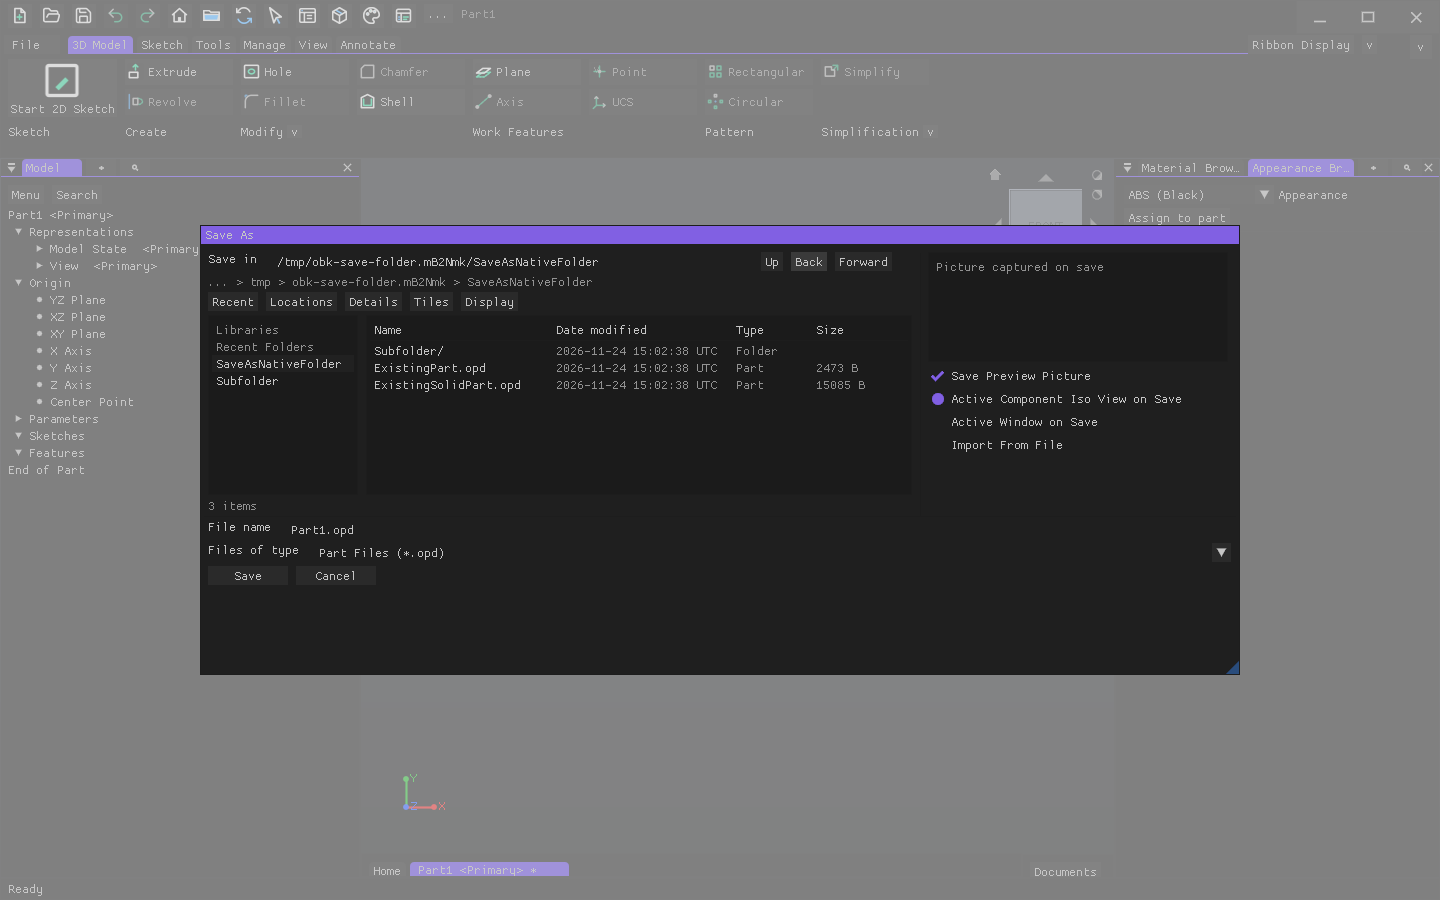 ... Part1
File 3D Model Sketch Tools Manage View Annotate Ribbon Display v v
Start 2D Sketch
Extrude
Revolve
Hole
Fillet
Chamfer
Shell
Plane
Axis
Point
UCS
Rectangular
Circular
Simplify
Sketch Create Modify v Work Features Pattern Simplification v
Model
Menu Search
Part1 <Primary>
Representations
Model State <Primary
View <Primary>
Origin
YZ Plane
XZ Plane
XY Plane
X Axis
Y Axis
Z Axis
Center Point
Parameters
Sketches
Features
End of Part
Material Brow… Appearance Br…
ABS (Black) Appearance
Assign to part
Save As
Save in /tmp/obk-save-folder.mB2Nmk/SaveAsNativeFolder Up Back Forward
... > tmp > obk-save-folder.mB2Nmk > SaveAsNativeFolder
Recent Locations Details Tiles Display
Libraries
Recent Folders
SaveAsNativeFolder
Subfolder
Name Date modified Type Size
Subfolder/ 2026-11-24 15:02:38 UTC Folder
ExistingPart.opd 2026-11-24 15:02:38 UTC Part 2473 B
ExistingSolidPart.opd 2026-11-24 15:02:38 UTC Part 15085 B
Picture captured on save
Save Preview Picture
Active Component Iso View on Save
Active Window on Save
Import From File
3 items
File name Part1.opd
Files of type Part Files (*.opd)
Save Cancel
Y
Z X
Home Part1 <Primary> * Documents
Ready